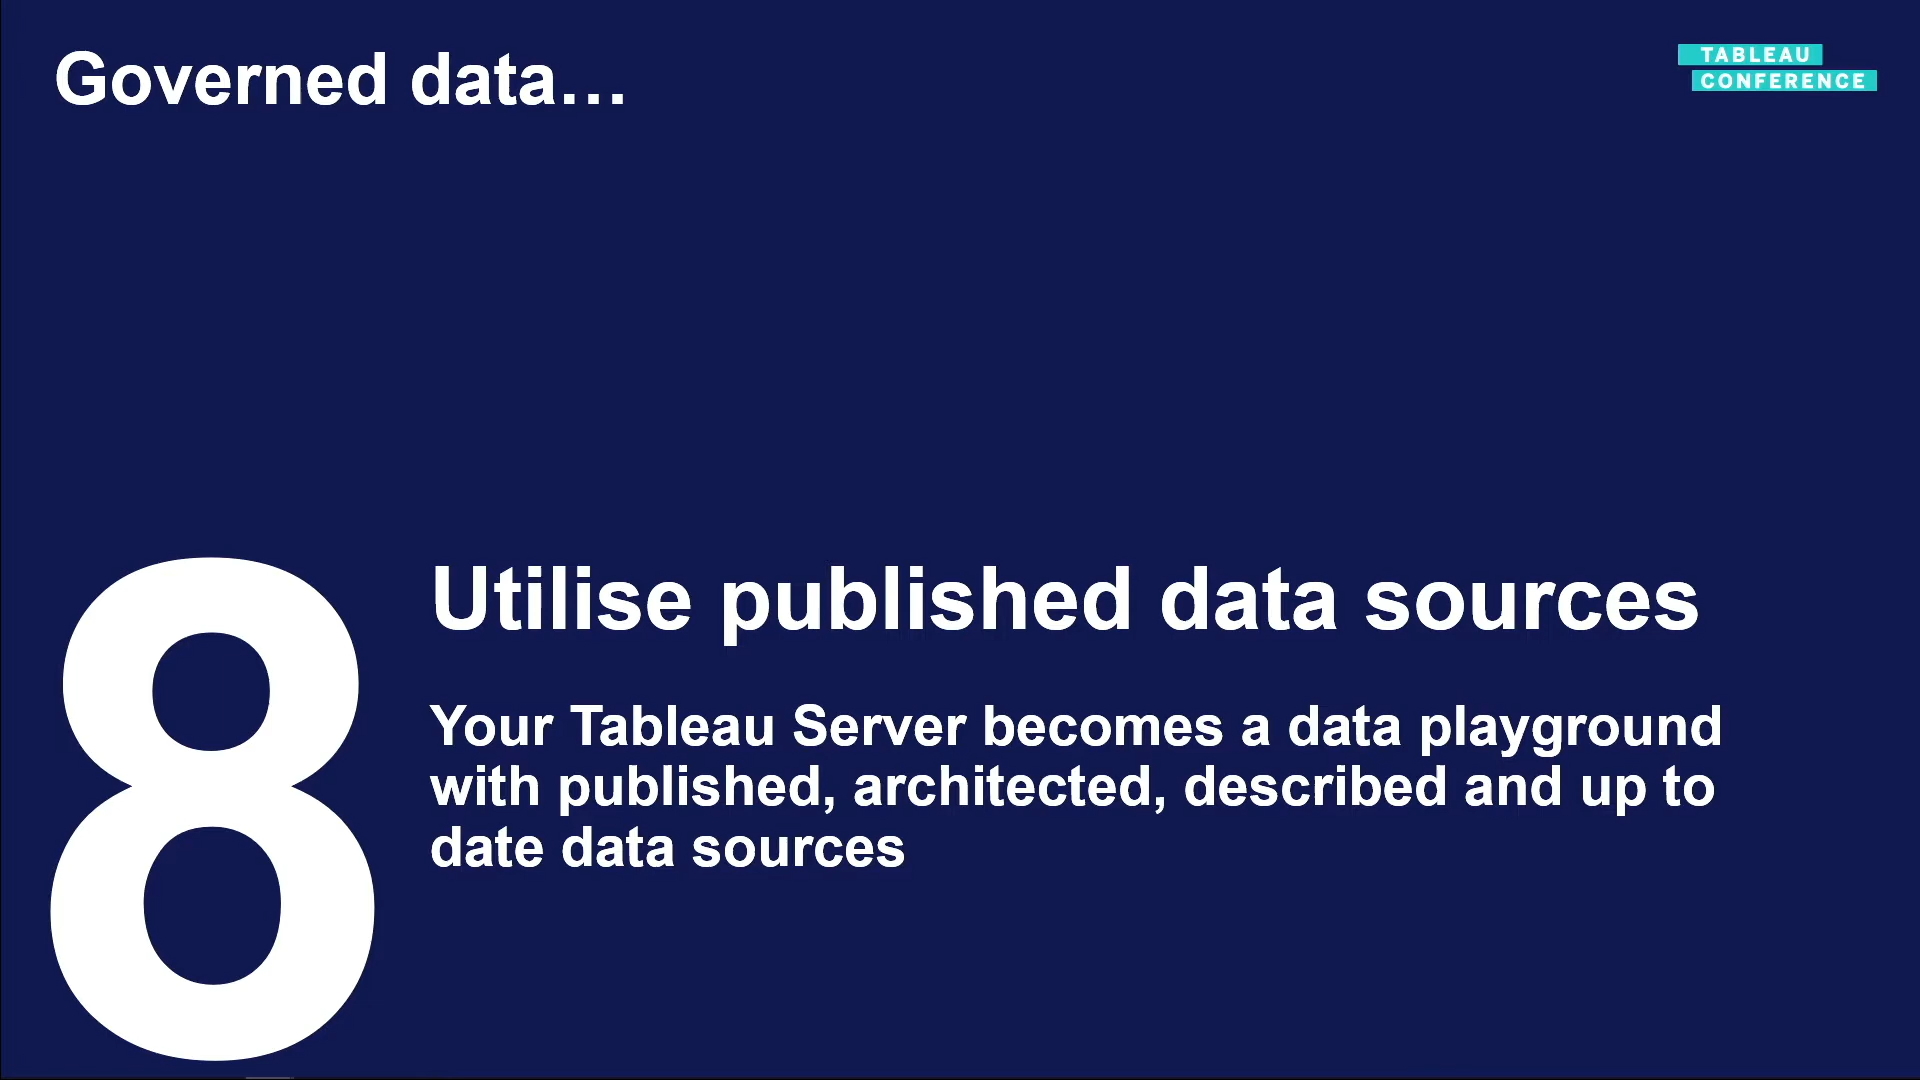 Governed data…
TABLEAU
CONFERENCE
8
Utilise published data sources
Your Tableau Server becomes a data playground
with published, architected, described and up to
date data sources